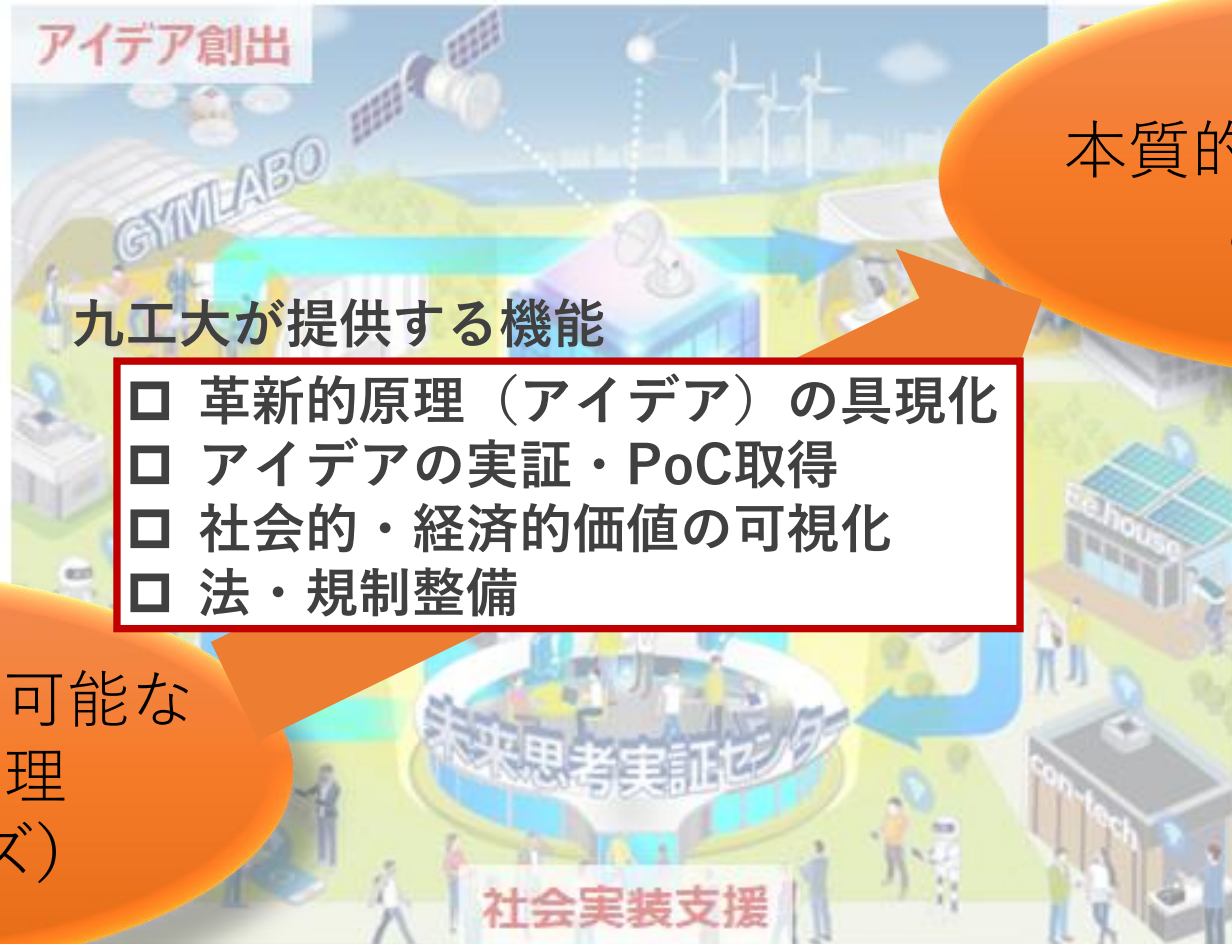 アイデア創出
GYMLABO
本質的
九工大が提供する機能
革新的原理（アイデア）の具現化
アイデアの実証・PoC取得
社会的・経済的価値の可視化
法・規制整備
e.house
可能な
理
ズ）
未来思考実証センター
con-tech
社会実装支援